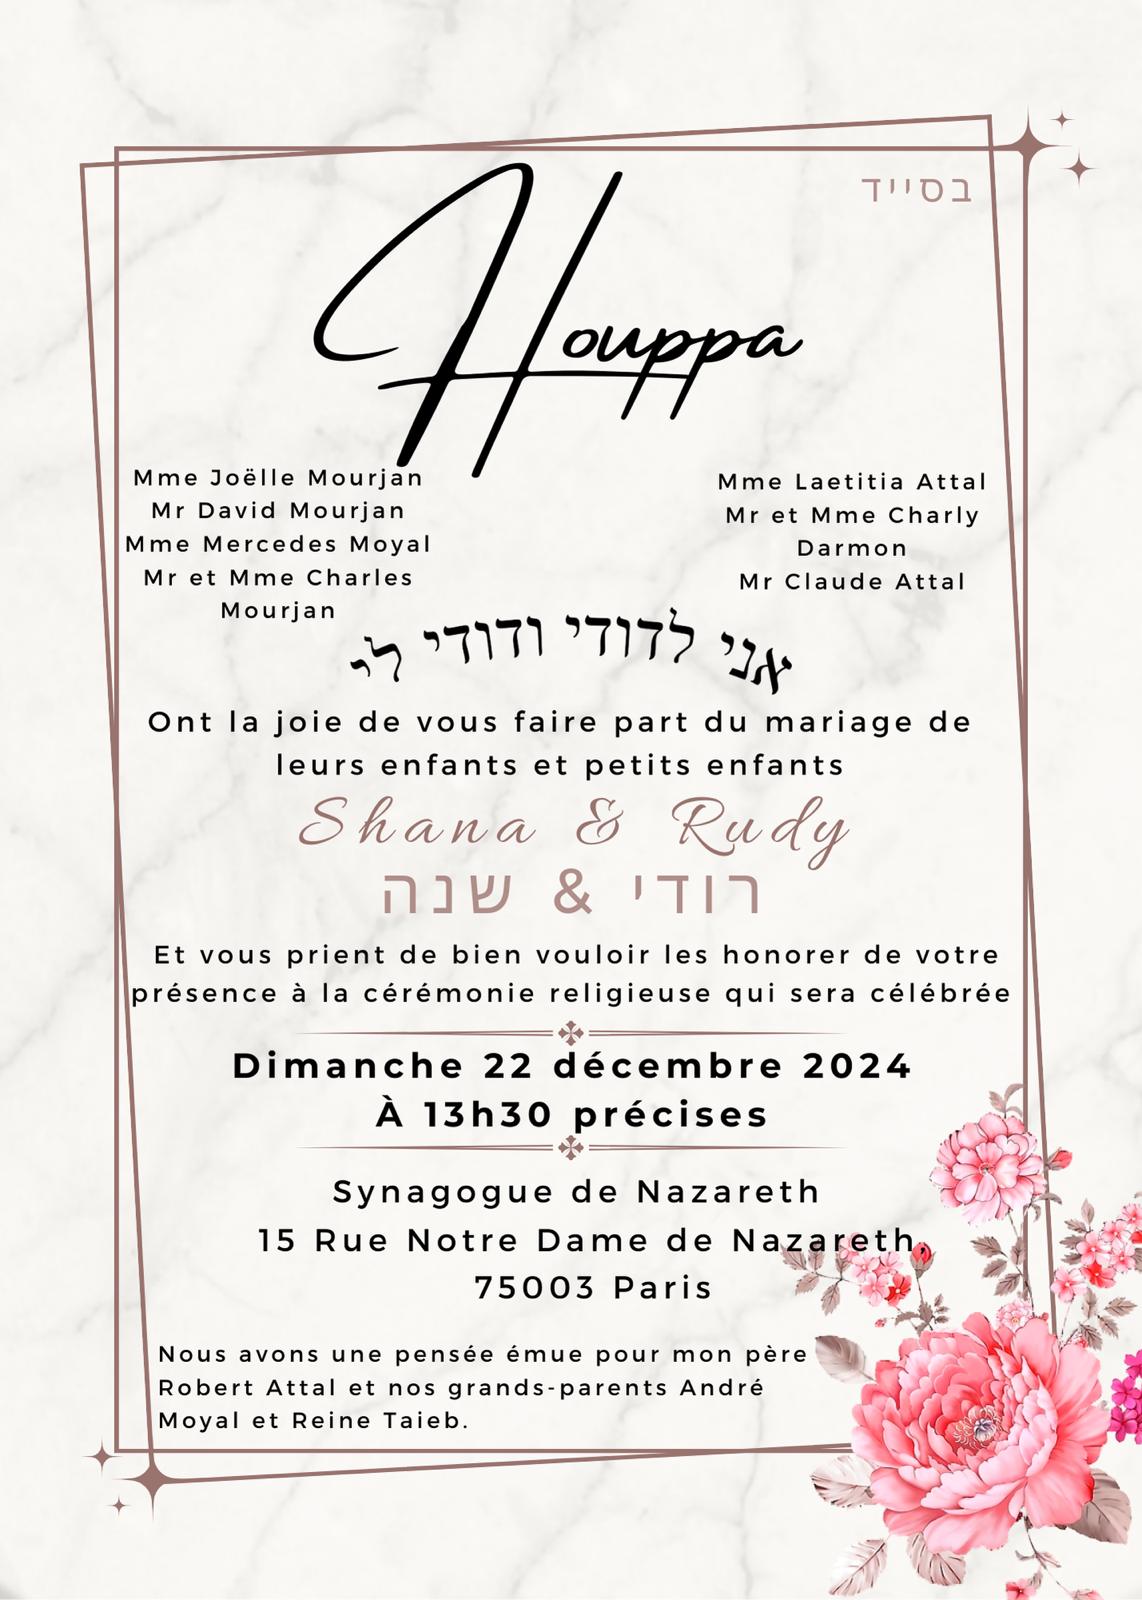 בסייד
Houppa
Mme Joëlle Mourjan
Mr David Mourjan
Mme Mercedes Moyal
Mr et Mme Charles
Mourjan
Mme Laetitia Attal
Mr et Mme Charly
Darmon
Mr Claude Attal
אני לדודי ודודי לי
Ont la joie de vous faire part du mariage de
leurs enfants et petits enfants
Shana & Rudy
רודי & שנה
Et vous prient de bien vouloir les honorer de votre
présence à la cérémonie religieuse qui sera célébrée
Dimanche 22 décembre 2024
À 13h30 précises
Synagogue de Nazareth
15 Rue Notre Dame de Nazareth,
75003 Paris
Nous avons une pensée émue pour mon père
Robert Attal et nos grands-parents André
Moyal et Reine Taieb.